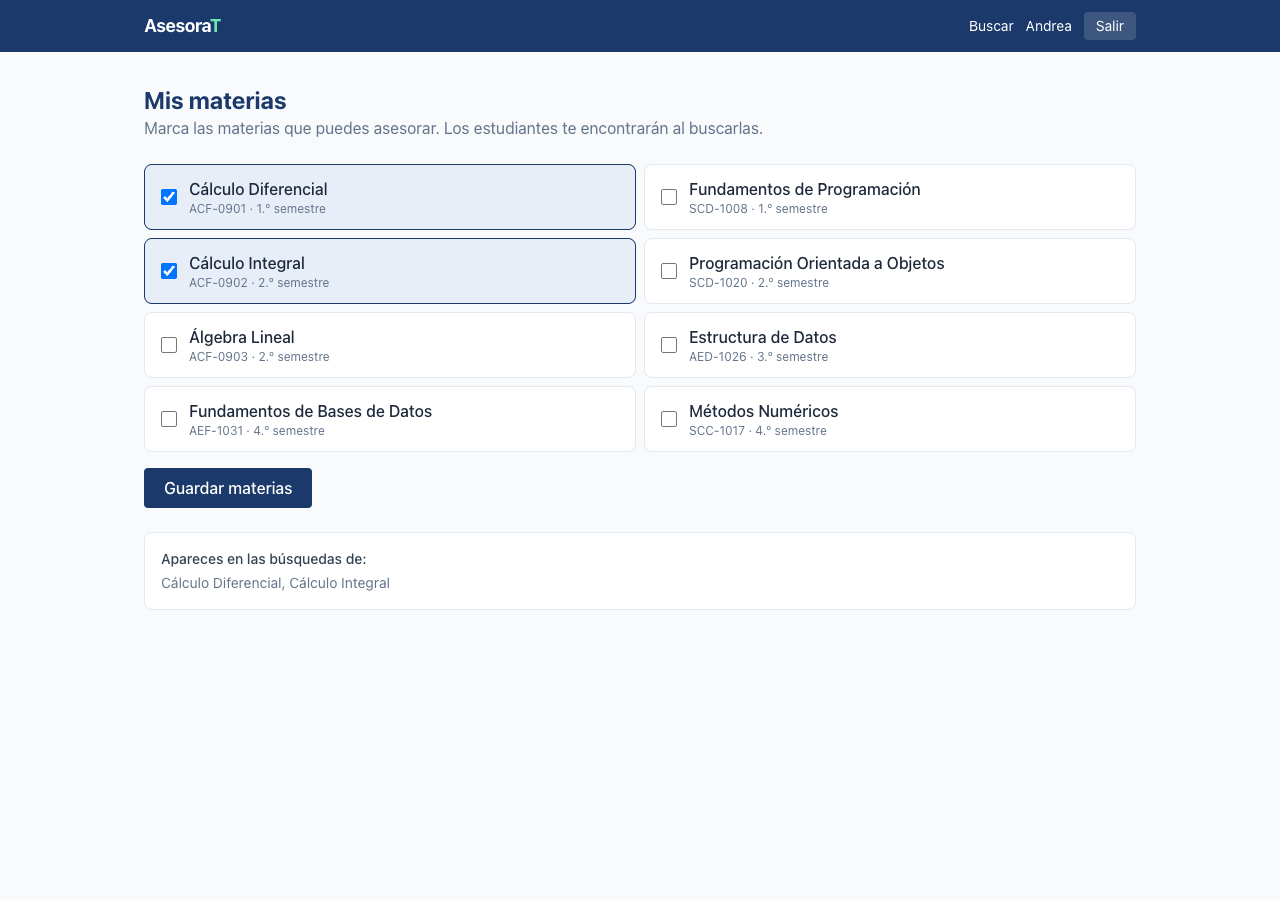 AsesoraT
Buscar Andrea Salir
Mis materias
Marca las materias que puedes asesorar. Los estudiantes te encontrarán al buscarlas.
Cálculo Diferencial
ACF-0901 · 1.° semestre
Fundamentos de Programación
SCD-1008 · 1.° semestre
Cálculo Integral
ACF-0902 · 2.° semestre
Programación Orientada a Objetos
SCD-1020 · 2.° semestre
Álgebra Lineal
ACF-0903 · 2.° semestre
Estructura de Datos
AED-1026 · 3.° semestre
Fundamentos de Bases de Datos
AEF-1031 · 4.° semestre
Métodos Numéricos
SCC-1017 · 4.° semestre
Guardar materias
Apareces en las búsquedas de:
Cálculo Diferencial, Cálculo Integral